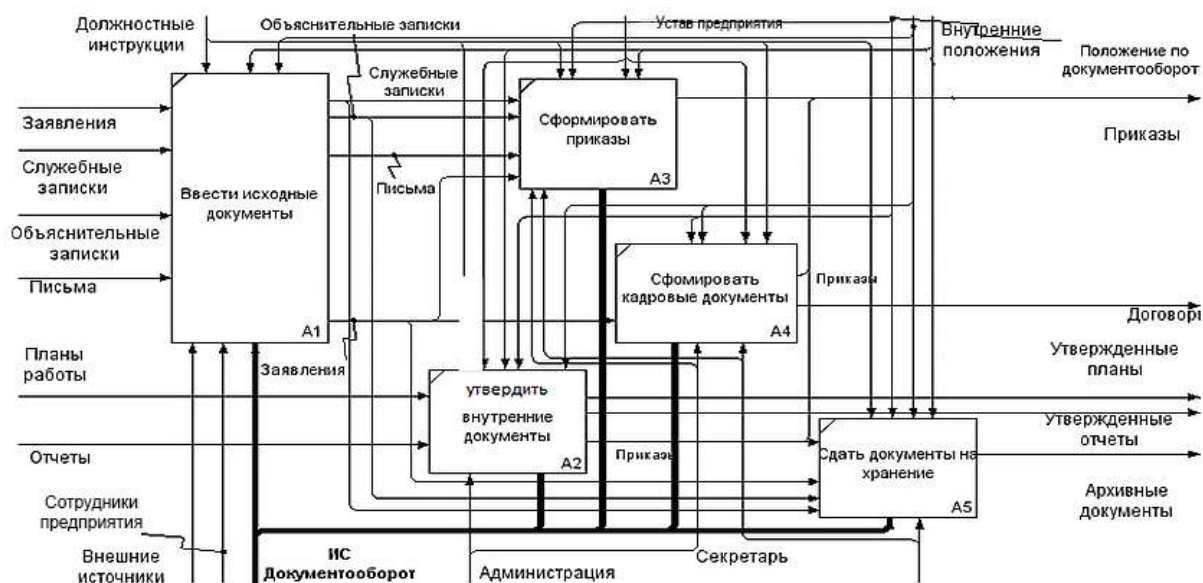 Должностные
инструкции
Объяснительные записки
Устав предприятия
Внутренние
положения
Положение по
документооборот
Служебные
записки
Заявления
Служебные
записки
Объяснительные
записки
Письма
Ввести исходные
документы
A1
Письма
Сформировать
приказы
A3
Приказы
Сфомировать
кадровые документы
A4
Приказы
Договоры
Заявления
Планы
работы
Отчеты
утвердить
внутренние
документы
A2
Приказы
Утвержденные
планы
Утвержденные
отчеты
Сдать документы на
хранение
A5
Архивные
документы
Сотрудники
предприятия
Внешние
источники
ИС
Документооборот
Администрация
Секретарь